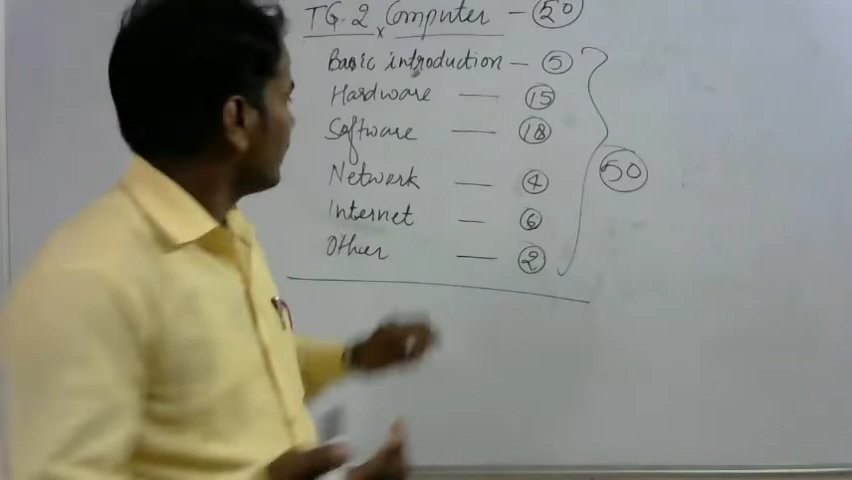 TG.2 Computer - 50
Basic introduction - 5
Hardware - 15
Software - 18
Network - 4
Internet - 6
Other - 2
50